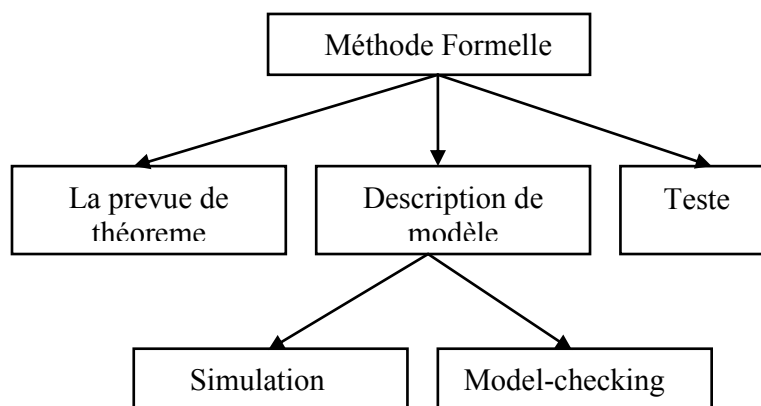 Méthode Formelle
La prevue de
théoreme
Description de
modèle
Teste
Simulation
Model-checking